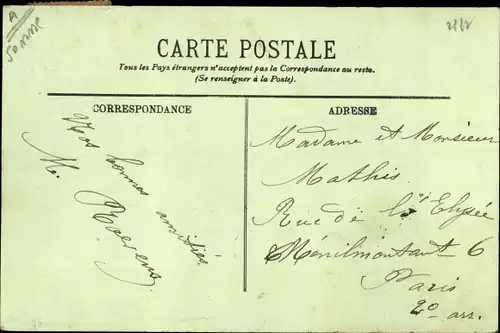 A
SOMME
CARTE POSTALE
Tous les Pays étrangers n'acceptent pas la Correspondance au recto.
(Se renseigner à la Poste).
CORRESPONDANCE
ADRESSE
Nos bonnes amitiés
M.
Madame et Monsieur
Mathis
Rue de l'Elysée
Ménilmontant 6
Paris
20 arr.